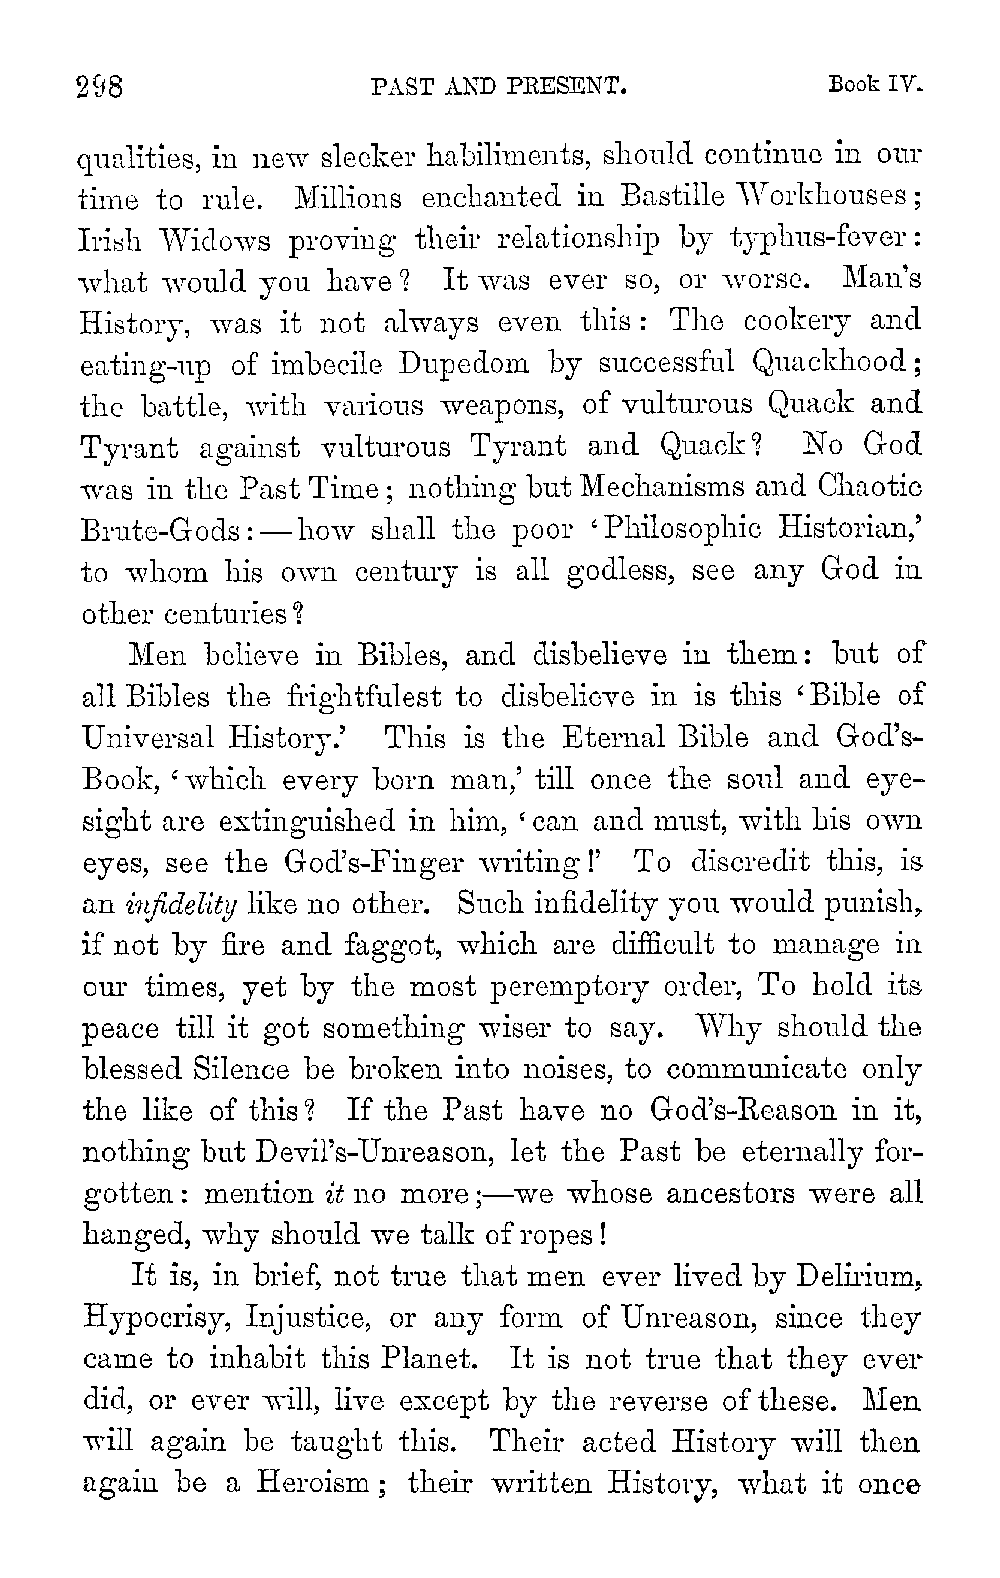 298 PAST AND PRESENT. Book IV.
qualities, in new sleeker habiliments, should continue in our
time to rule. Millions enchanted in Bastille Workhouses;
Irish Widows proving their relationship by typhus-fever:
what would you have? It was ever so, or worse. Man's
History, was it not always even this: The cookery and
eating-up of imbecile Dupedom by successful Quackhood;
the battle, with various weapons, of vulturous Quack and
Tyrant against vulturous Tyrant and Quack? No God
was in the Past Time; nothing but Mechanisms and Chaotic
Brute-Gods:—how shall the poor ‘Philosophic Historian,’
to whom his own century is all godless, see any God in
other centuries?
Men believe in Bibles, and disbelieve in them: but of
all Bibles the frightfulest to disbelieve in is this ‘Bible of
Universal History.’ This is the Eternal Bible and God's-
Book, ‘which every born man,’ till once the soul and eye-
sight are extinguished in him, ‘can and must, with his own
eyes, see the God's-Finger writing!’ To discredit this, is
an infidelity like no other. Such infidelity you would punish,
if not by fire and faggot, which are difficult to manage in
our times, yet by the most peremptory order, To hold its
peace till it got something wiser to say. Why should the
blessed Silence be broken into noises, to communicate only
the like of this? If the Past have no God's-Reason in it,
nothing but Devil's-Unreason, let the Past be eternally for-
gotten: mention it no more;—we whose ancestors were all
hanged, why should we talk of ropes!
It is, in brief, not true that men ever lived by Delirium,
Hypocrisy, Injustice, or any form of Unreason, since they
came to inhabit this Planet. It is not true that they ever
did, or ever will, live except by the reverse of these. Men
will again be taught this. Their acted History will then
again be a Heroism; their written History, what it once